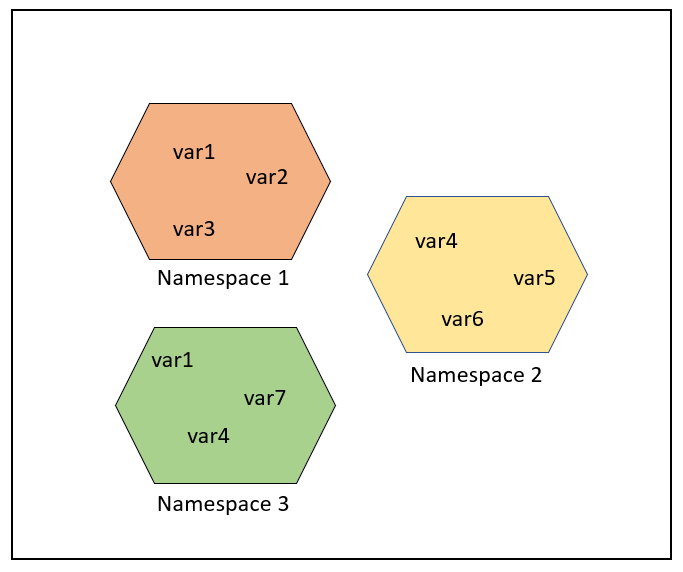 var1
var2
var3
Namespace 1
var4
var5
var6
Namespace 2
var1
var7
var4
Namespace 3